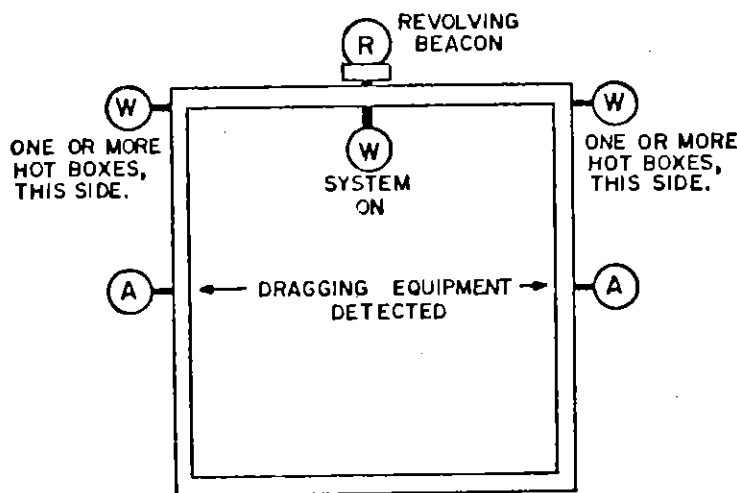 REVOLVING
BEACON
R
W
W
ONE OR MORE
HOT BOXES,
THIS SIDE.
W
SYSTEM
ON
ONE OR MORE
HOT BOXES,
THIS SIDE.
A
DRAGGING EQUIPMENT
DETECTED
A